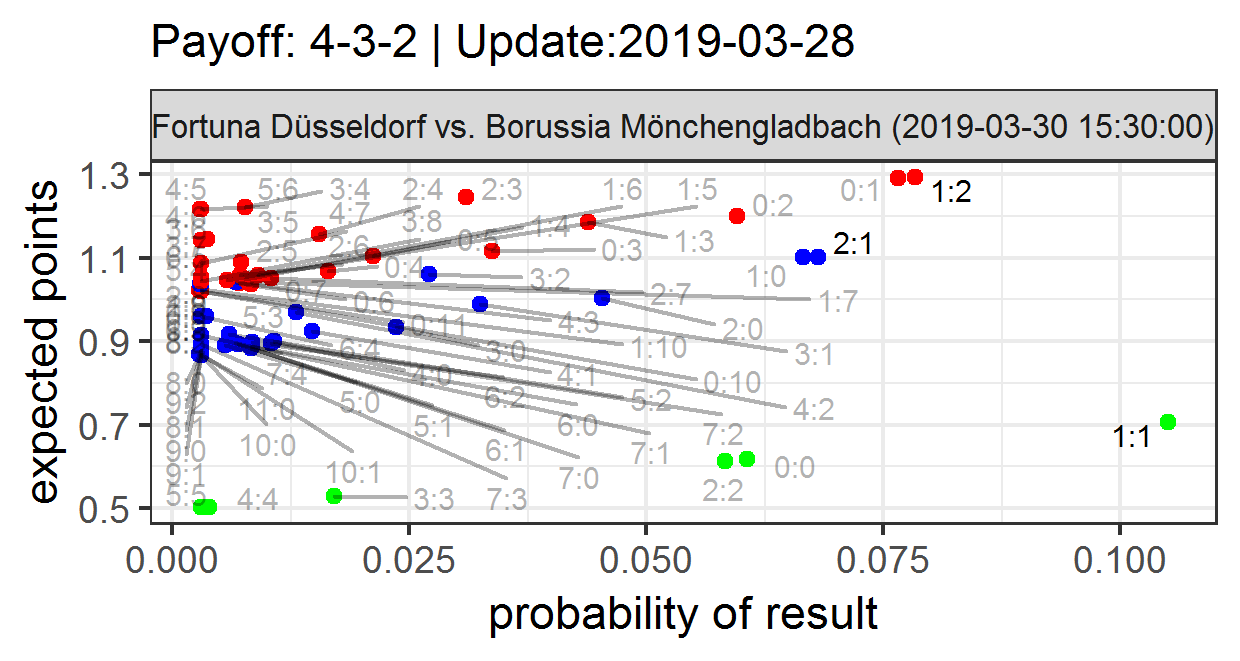 Payoff: 4-3-2 | Update:2019-03-28
Fortuna Düsseldorf vs. Borussia Mönchengladbach (2019-03-30 15:30:00)
expected points
1.3
1.1
0.9
0.7
0.5
4:5 5:6 3:4 2:4 2:3 1:6 1:5 0:1 1:2
0:2
3:5 4:7 3:8 1:4
2:5 2:6 0:5 0:3 1:3 2:1
0:4 3:2 1:0
0:7 0:6 2:7 1:7
5:3 0:11 4:3 2:0
6:4 3:0 1:10 3:1
7:4 4:0 4:1 0:10
11:0 5:0 6:2 5:2 4:2
5:1 6:0 7:2 1:1
10:0 6:1 7:1
9:1 10:1 7:0 0:0
5:5 4:4 3:3 7:3 2:2
0.000 0.025 0.050 0.075 0.100
probability of result